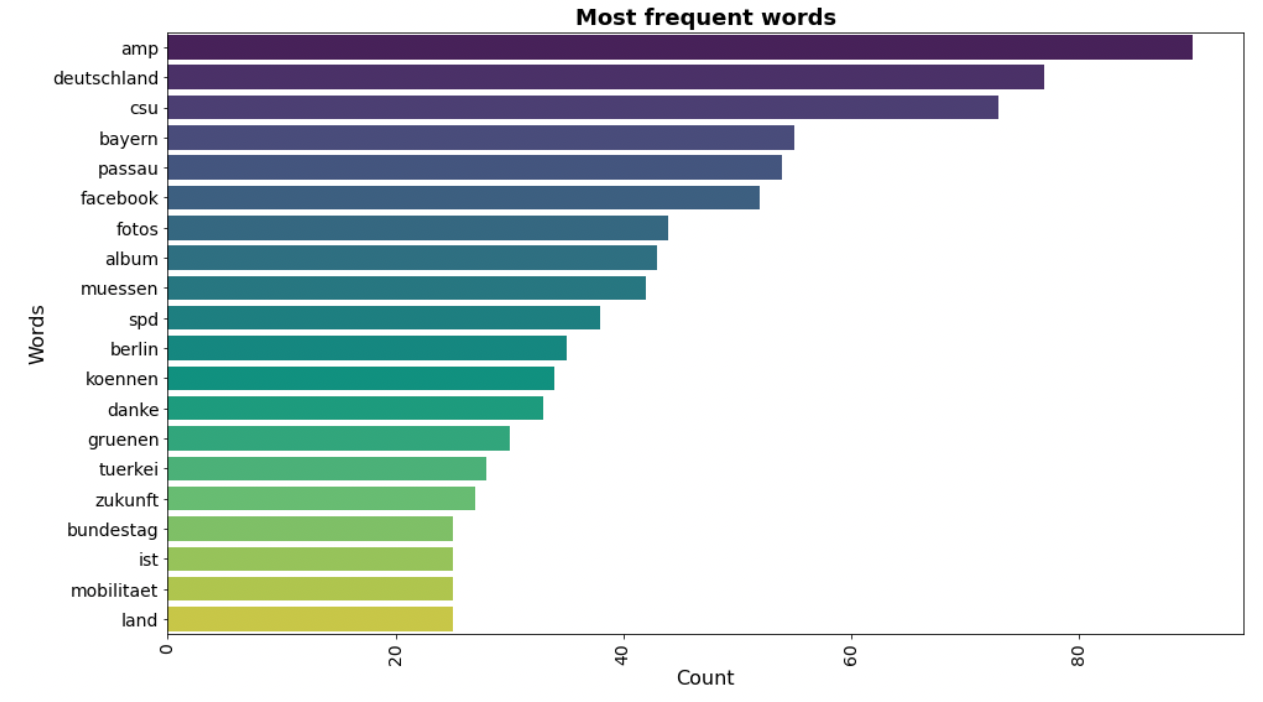 Most frequent words
amp
deutschland
csu
bayern
passau
facebook
fotos
album
muessen
spd
berlin
koennen
danke
gruenen
tuerkei
zukunft
bundestag
ist
mobilitaet
land
Words
0
20
40
60
80
Count